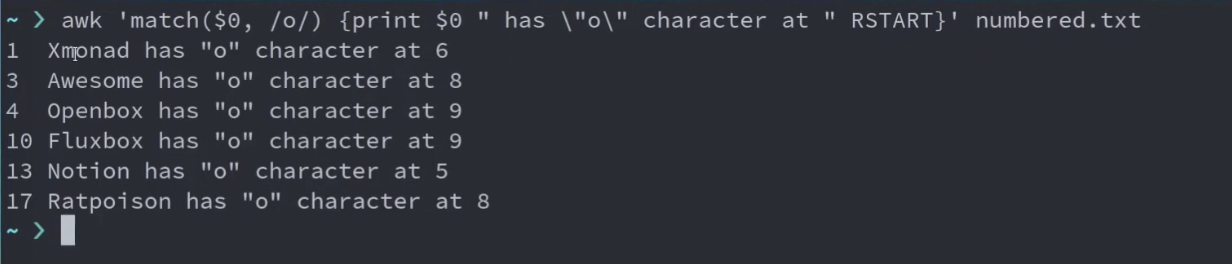 ~ ❯ awk 'match($0, /o/) {print $0 " has \"o\" character at " RSTART}' numbered.txt
1  Xmonad has "o" character at 6
3  Awesome has "o" character at 8
4  Openbox has "o" character at 9
10 Fluxbox has "o" character at 9
13 Notion has "o" character at 5
17 Ratpoison has "o" character at 8
~ ❯